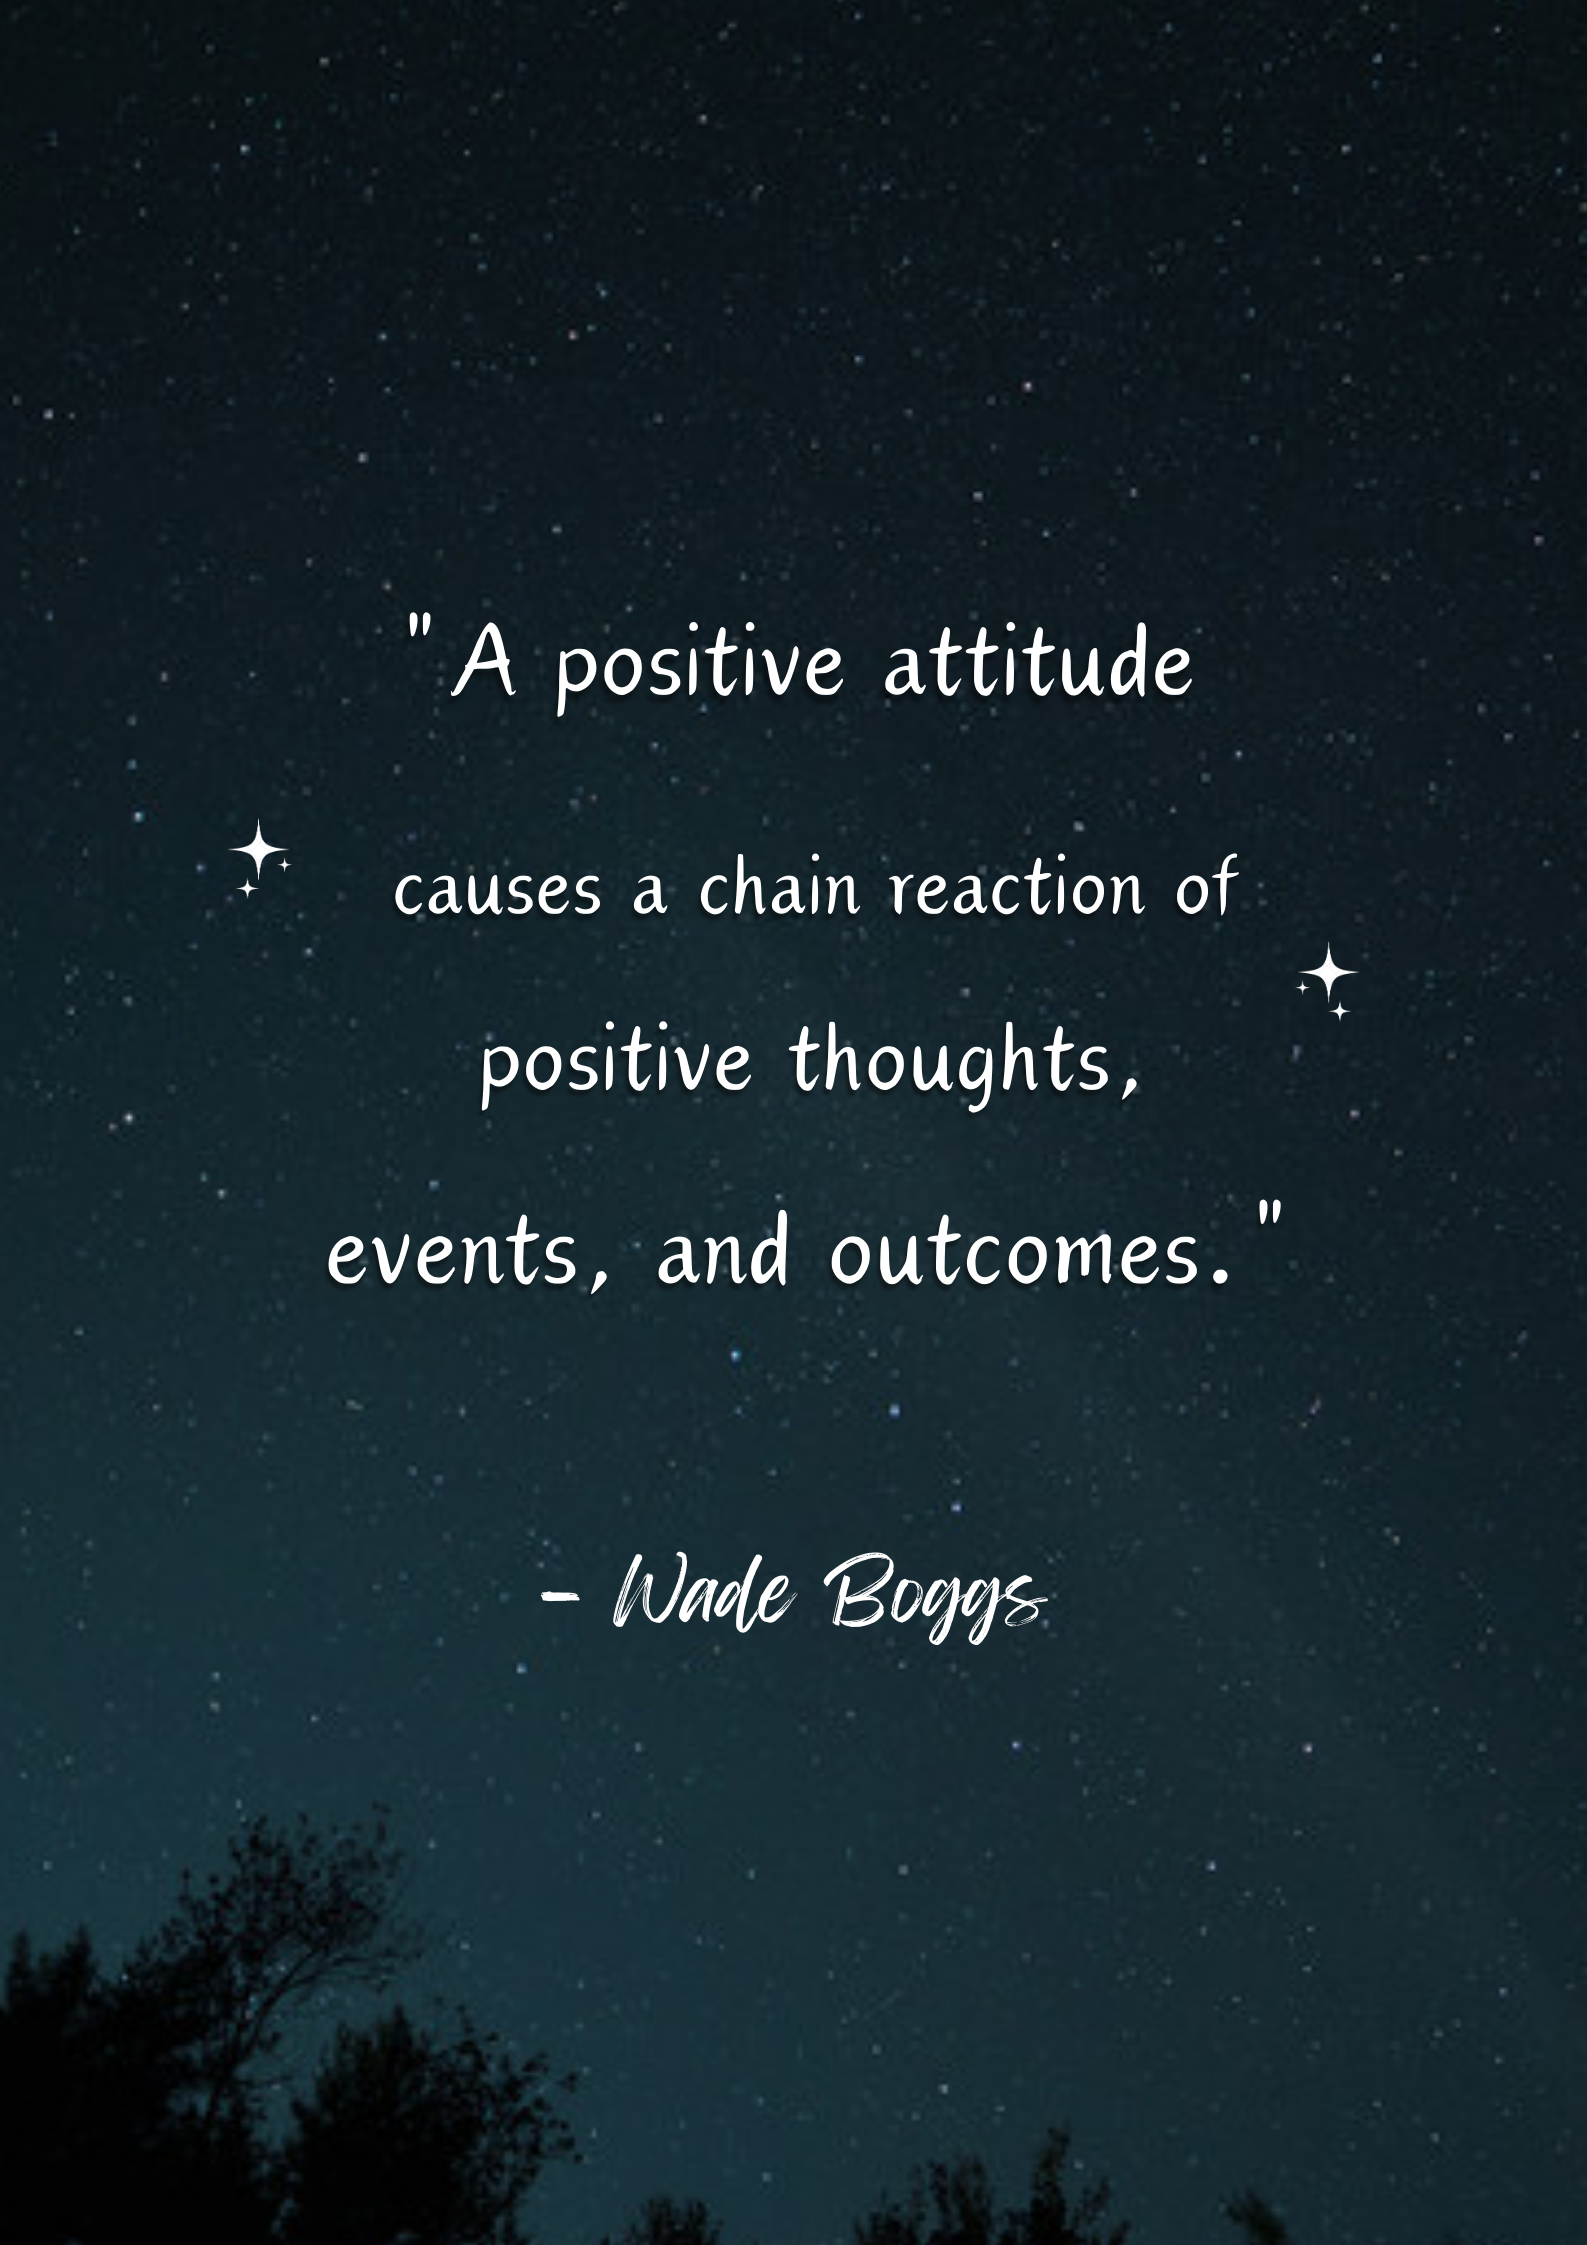 "A positive attitude
causes a chain reaction of
positive thoughts,
events, and outcomes."
- Wade Boggs